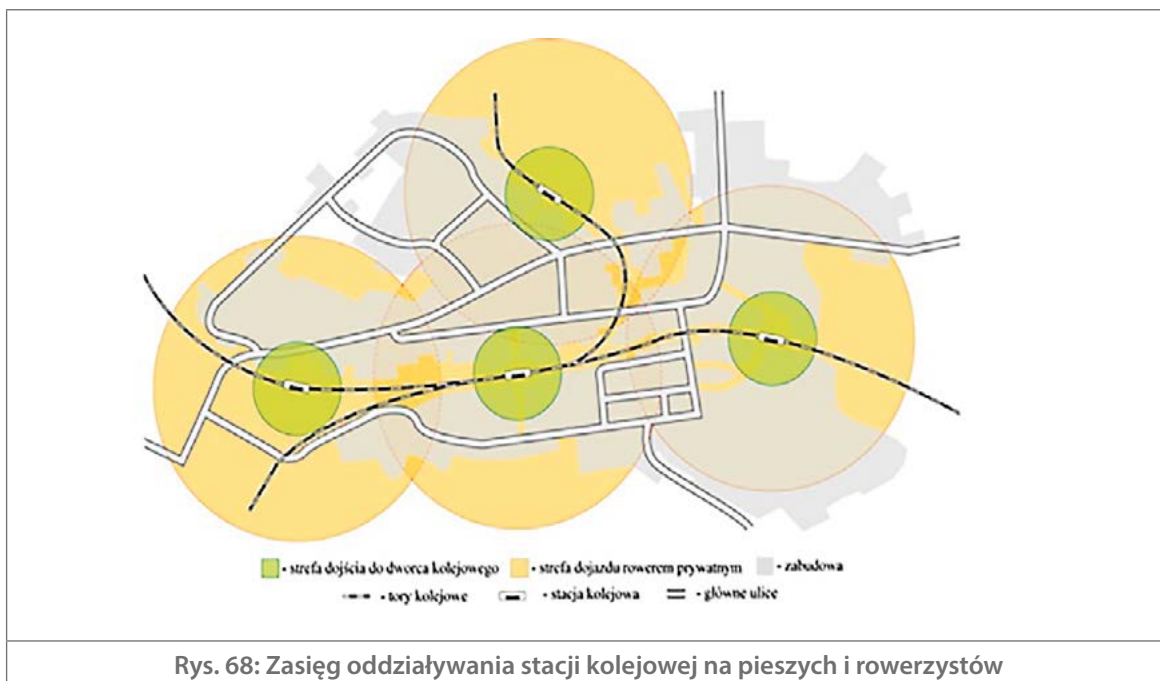 - strefa dojścia do dworca kolejowego - strefa dojazdu rowerem prywatnym - zabudowa
- tory kolejowe - stacja kolejowa - główne ulice
Rys. 68: Zasięg oddziaływania stacji kolejowej na pieszych i rowerzystów